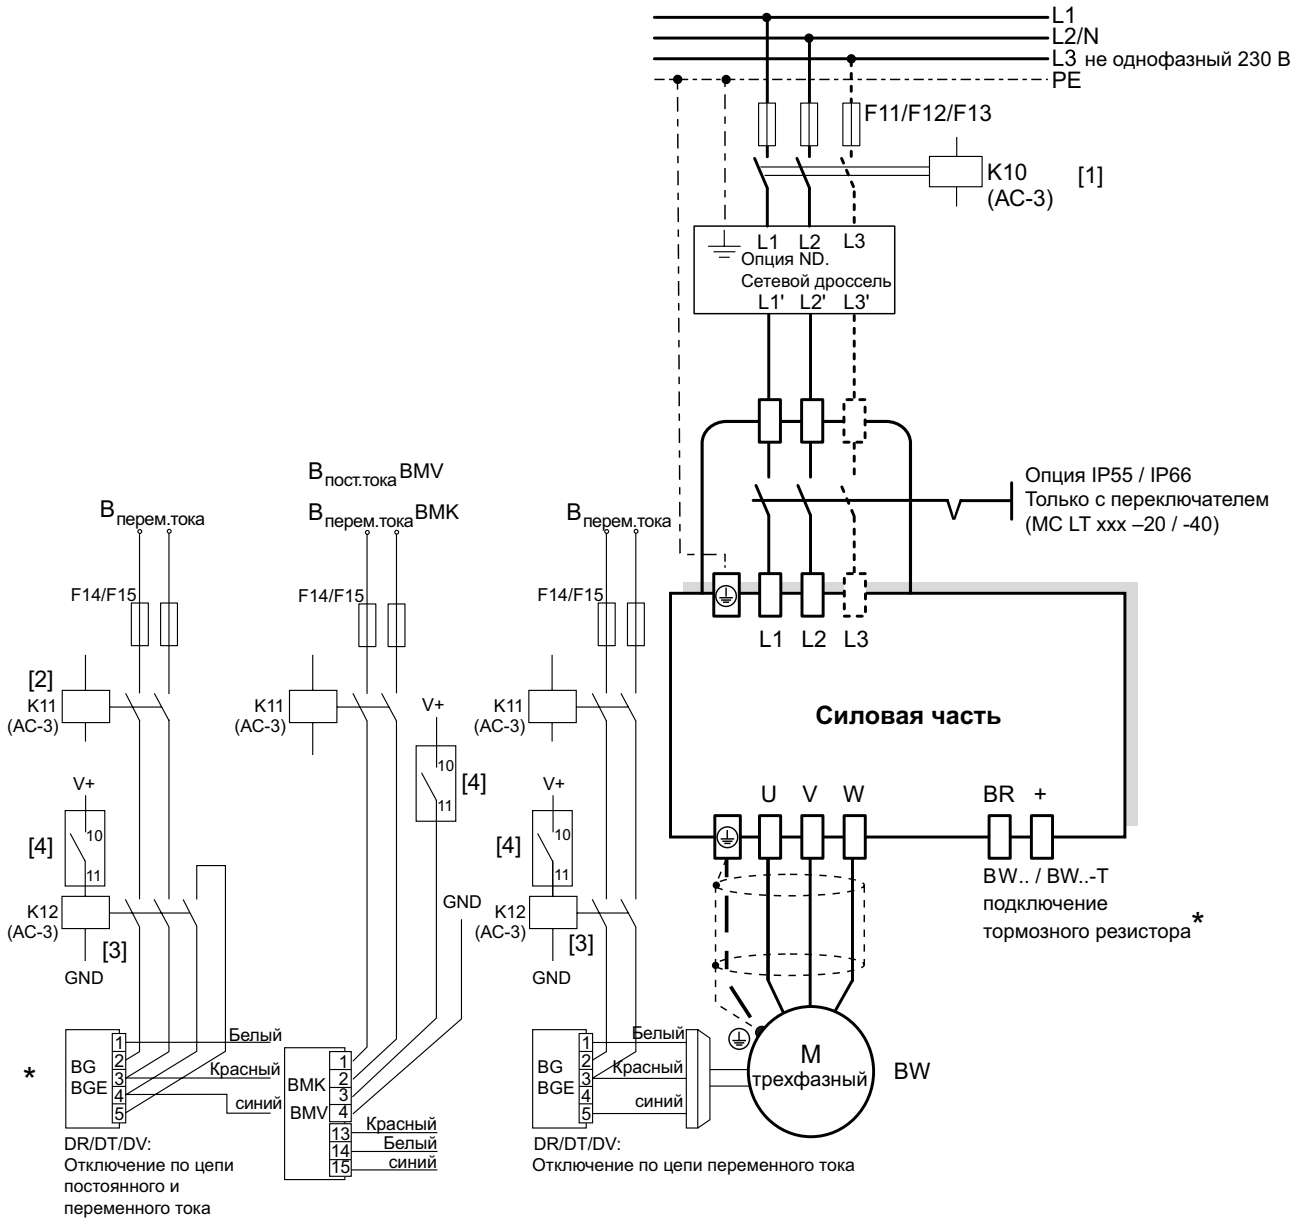 L1
L2/N
L3 не однофазный 230 В
PE
F11/F12/F13
K10
(AC-3)
[1]
L1 L2 L3
Опция ND.
Сетевой дроссель
L1' L2' L3'
Опция IP55 / IP66
Только с переключателем
(MC LT xxx –20 / -40)
L1 L2 L3
Силовая часть
U V W BR +
BW.. / BW..-T
подключение
тормозного резистора*
M
трехфазный
BW
Bперем.тока
F14/F15
[2]
K11
(AC-3)
V+
[4]
10
11
K12
(AC-3)
[3]
GND
Белый
Красный
синий
*
BG
BGE
1
2
3
4
5
DR/DT/DV:
Отключение по цепи
постоянного и
переменного тока
Bпост.тока BMV
Bперем.тока BMK
F14/F15
K11
(AC-3)
V+
10
11
[4]
GND
BMK
BMV
1
2
3
4
13
14
15
Красный
Белый
синий
Bперем.тока
F14/F15
K11
(AC-3)
V+
[4]
10
11
K12
(AC-3)
[3]
GND
BG
BGE
1
2
3
4
5
Белый
Красный
синий
DR/DT/DV:
Отключение по цепи переменного тока